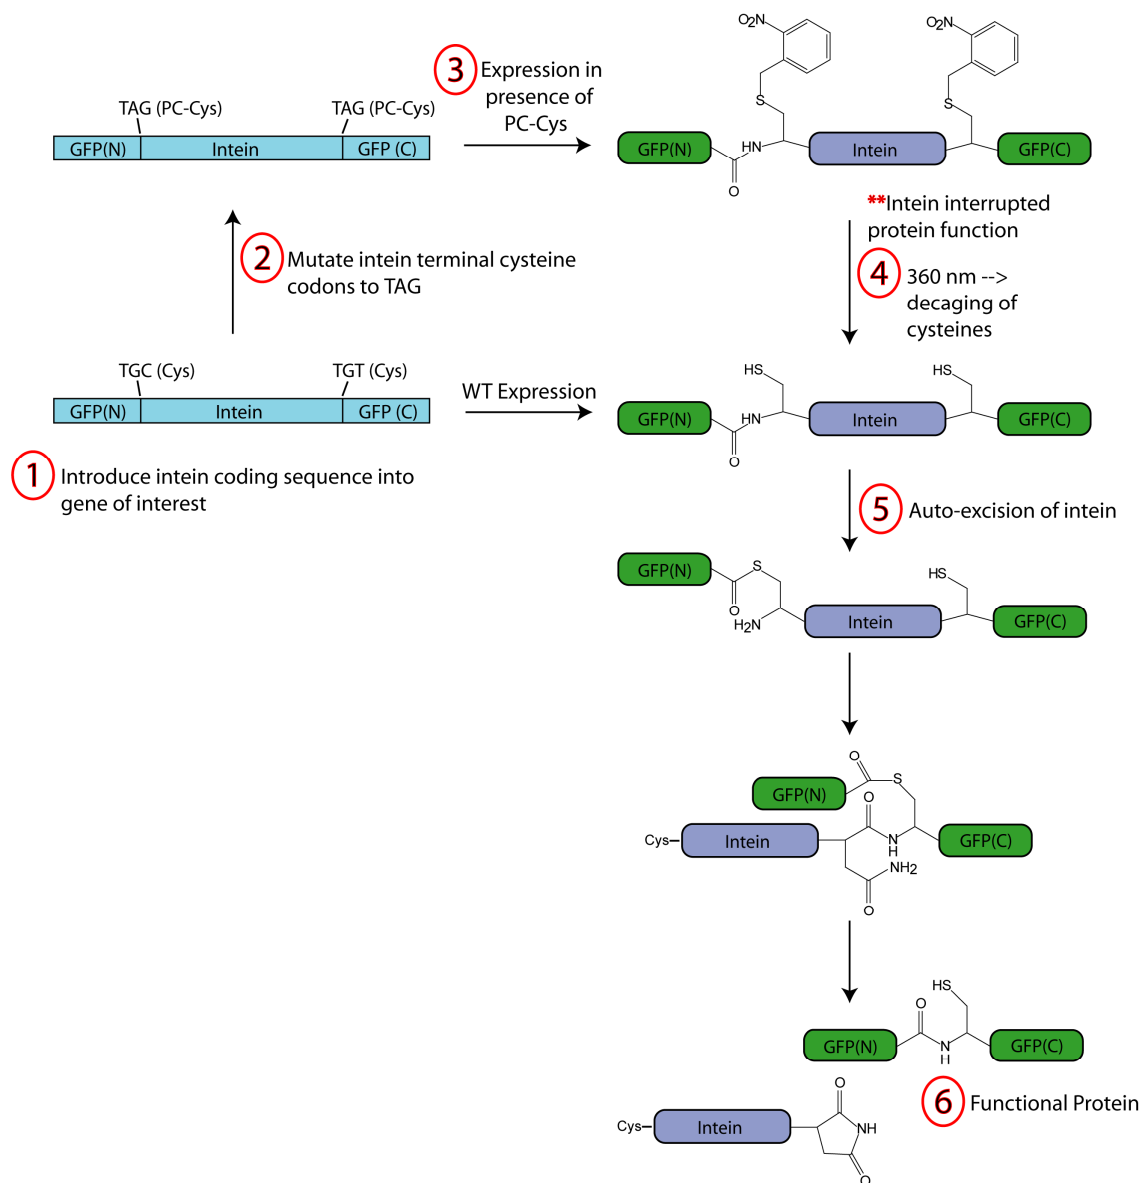 O₂N
O₂N
S
S
3 Expression in
presence of
PC-Cys
TAG (PC-Cys)
TAG (PC-Cys)
GFP(N)
Intein
GFP (C)
GFP(N)
HN
O
Intein
GFP(C)
**Intein interrupted
protein function
2 Mutate intein terminal cysteine
codons to TAG
4 360 nm -->
decaging of
cysteines
TGC (Cys)
TGT (Cys)
GFP(N)
Intein
GFP (C)
WT Expression
HS
HS
GFP(N)
HN
O
Intein
GFP(C)
1 Introduce intein coding sequence into
gene of interest
5 Auto-excision of intein
GFP(N)
S
O
H₂N
HS
Intein
GFP(C)
O
S
GFP(N)
O
Cys
Intein
N
H
GFP(C)
NH2
O
HS
O
GFP(N)
N
H
GFP(C)
6 Functional Protein
O
Cys
Intein
NH
O